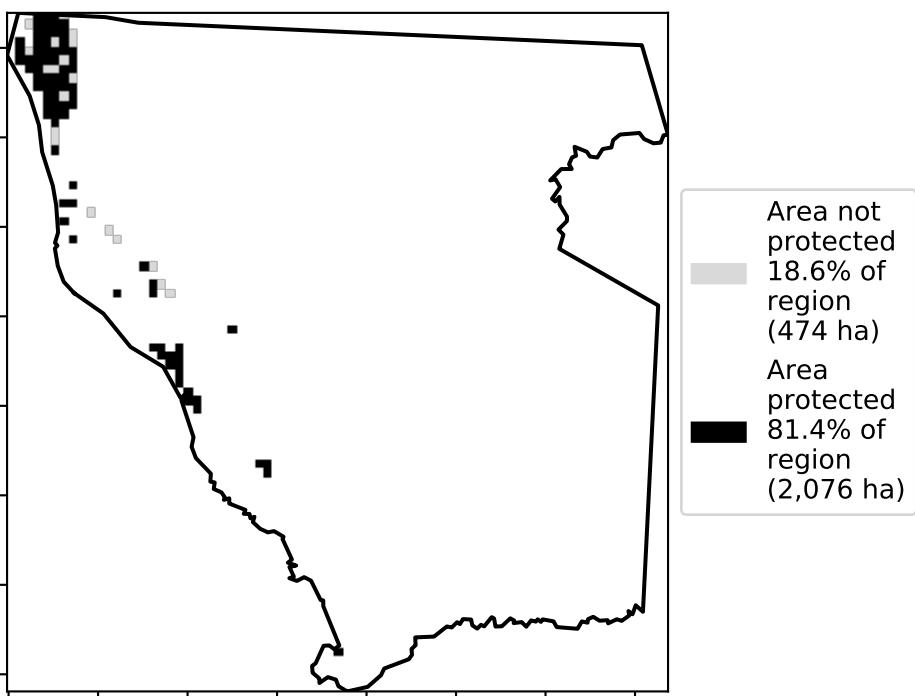 Area not
protected
18.6% of
region
(474 ha)
Area
protected
81.4% of
region
(2,076 ha)